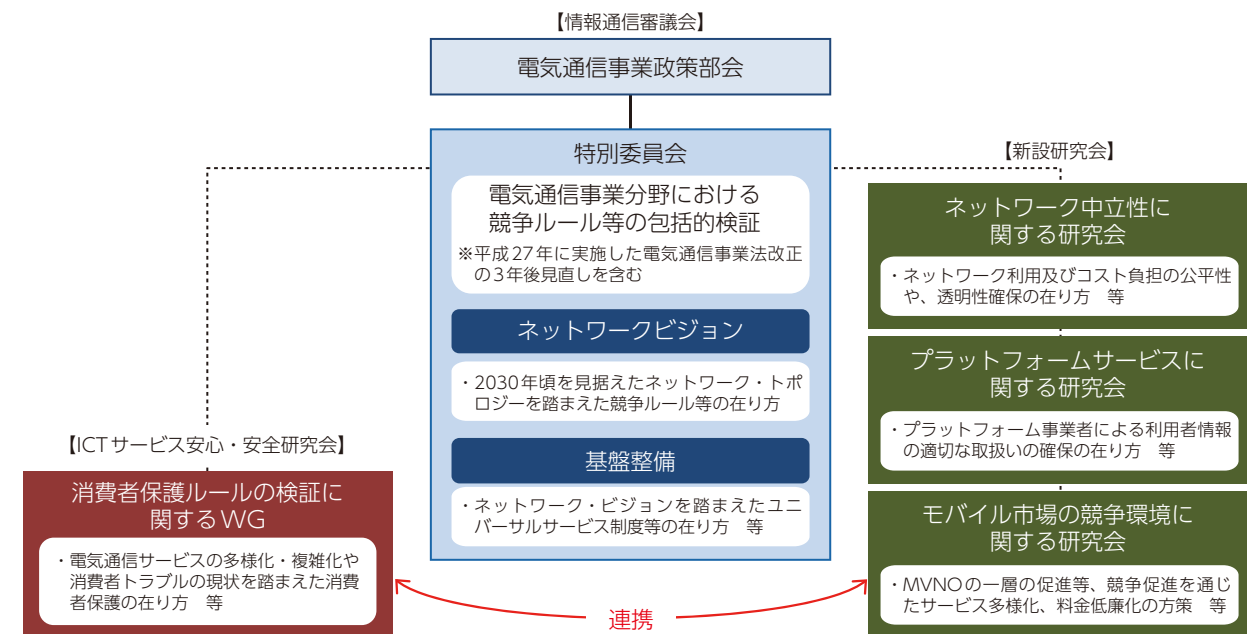 【情報通信審議会】
電気通信事業政策部会
特別委員会
電気通信事業分野における
競争ルール等の包括的検証
※平成27年に実施した電気通信事業法改正
の3年後見直しを含む
ネットワークビジョン
・2030年頃を見据えたネットワーク・トポ
ロジーを踏まえた競争ルール等の在り方
基盤整備
・ネットワーク・ビジョンを踏まえたユニ
バーサルサービス制度等の在り方　等
【ICTサービス安心・安全研究会】
消費者保護ルールの検証に
関するWG
・電気通信サービスの多様化・複雑化や
消費者トラブルの現状を踏まえた消費
者保護の在り方　等
【新設研究会】
ネットワーク中立性に
関する研究会
・ネットワーク利用及びコスト負担の公平性
や、透明性確保の在り方　等
プラットフォームサービスに
関する研究会
・プラットフォーム事業者による利用者情報
の適切な取扱いの確保の在り方　等
モバイル市場の競争環境に
関する研究会
・MVNOの一層の促進等、競争促進を通じ
たサービス多様化、料金低廉化の方策　等
連携